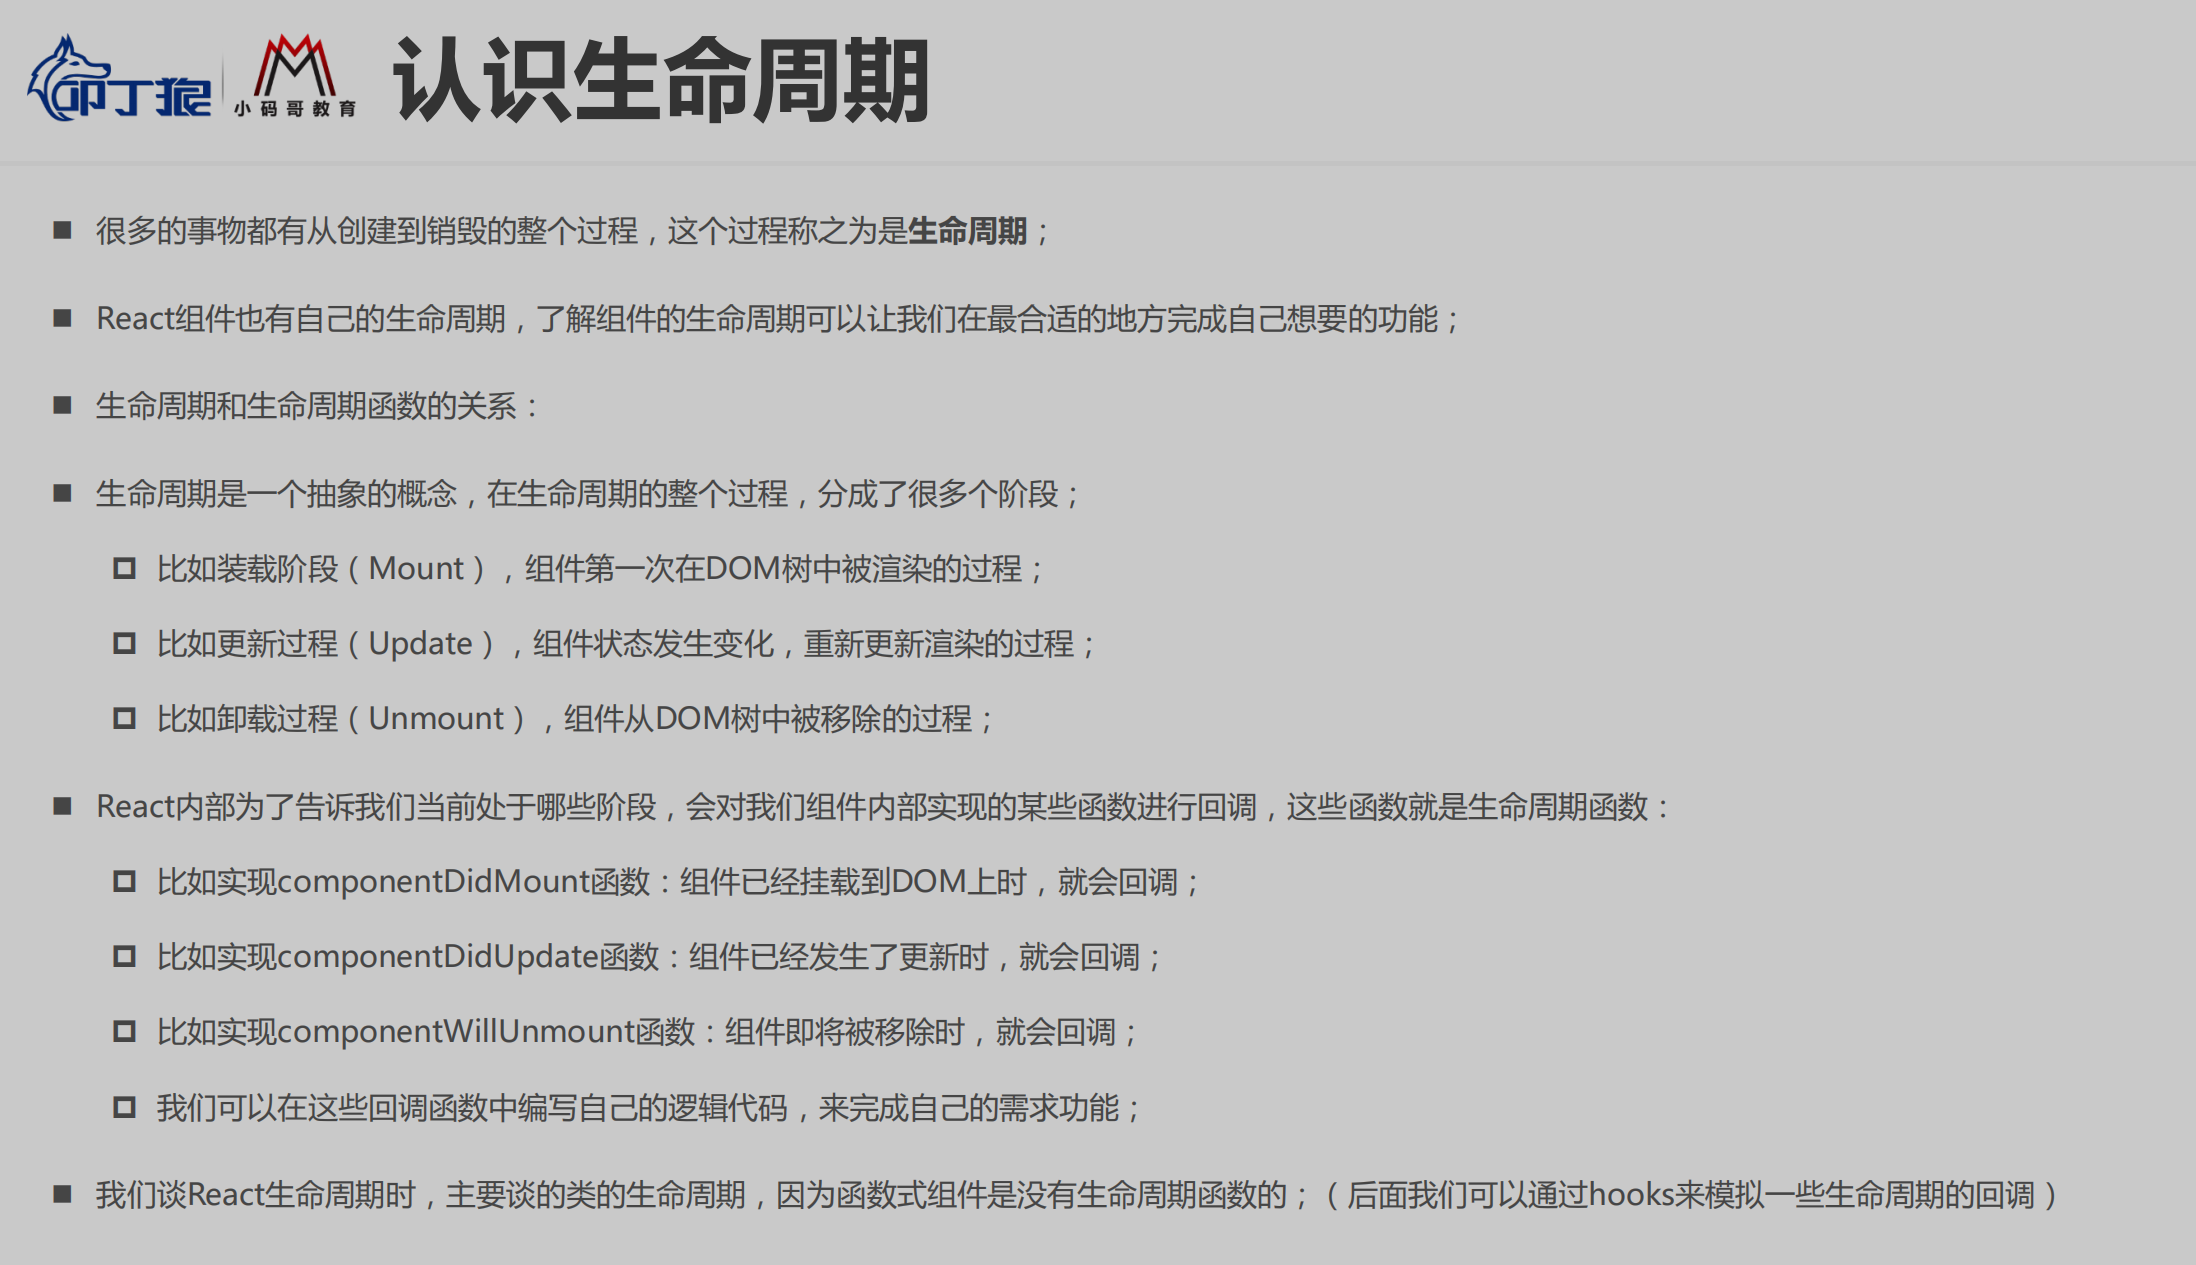 叩丁狼
小码哥教育
认识生命周期
很多的事物都有从创建到销毁的整个过程，这个过程称之为是生命周期；
React组件也有自己的生命周期，了解组件的生命周期可以让我们在最合适的地方完成自己想要的功能；
生命周期和生命周期函数的关系：
生命周期是一个抽象的概念，在生命周期的整个过程，分成了很多个阶段；
比如装载阶段（Mount），组件第一次在DOM树中被渲染的过程；
比如更新过程（Update），组件状态发生变化，重新更新渲染的过程；
比如卸载过程（Unmount），组件从DOM树中被移除的过程；
React内部为了告诉我们当前处于哪些阶段，会对我们组件内部实现的某些函数进行回调，这些函数就是生命周期函数：
比如实现componentDidMount函数：组件已经挂载到DOM上时，就会回调；
比如实现componentDidUpdate函数：组件已经发生了更新时，就会回调；
比如实现componentWillUnmount函数：组件即将被移除时，就会回调；
我们可以在这些回调函数中编写自己的逻辑代码，来完成自己的需求功能；
我们谈React生命周期时，主要谈的类的生命周期，因为函数式组件是没有生命周期函数的；（后面我们可以通过hooks来模拟一些生命周期的回调）